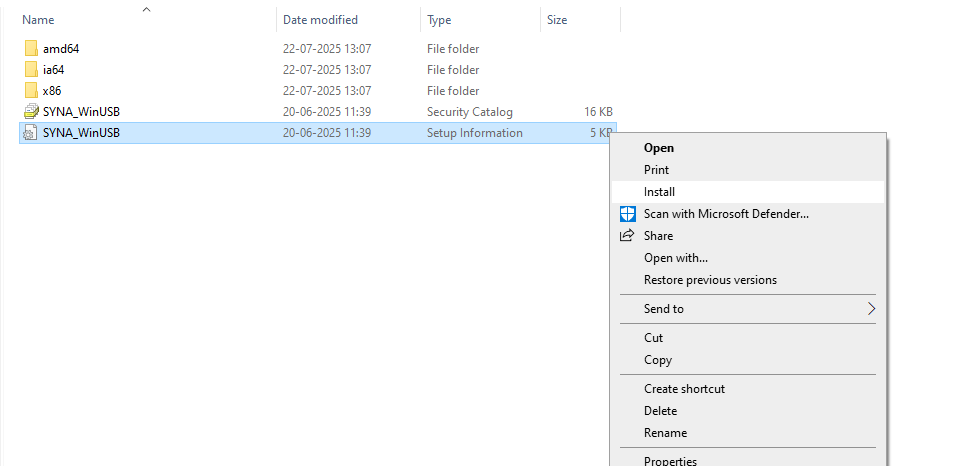 Name Date modified Type Size
amd64 22-07-2025 13:07 File folder
ia64 22-07-2025 13:07 File folder
x86 22-07-2025 13:07 File folder
SYNA_WinUSB 20-06-2025 11:39 Security Catalog 16 KB
SYNA_WinUSB 20-06-2025 11:39 Setup Information 5 KB
Open
Print
Install
Scan with Microsoft Defender...
Share
Open with...
Restore previous versions
Send to
Cut
Copy
Create shortcut
Delete
Rename
Properties